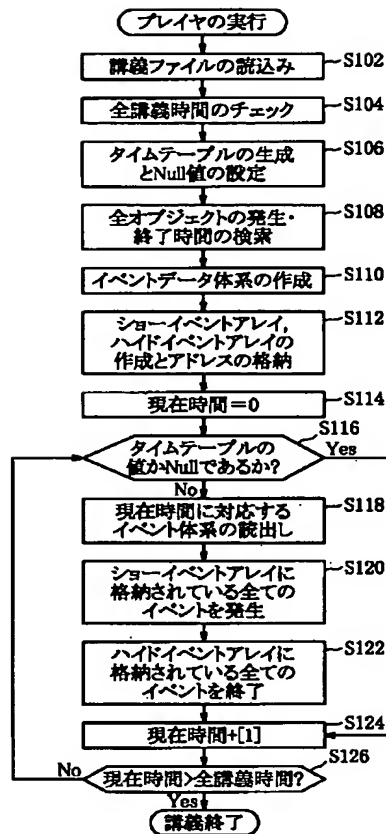 プレイヤの実行
講義ファイルの読込み
S102
全講義時間のチェック
S104
タイムテーブルの生成
とNull値の設定
S106
全オブジェクトの発生・
終了時間の検索
S108
イベントデータ体系の作成
S110
ショーイベントアレイ,
ハイドイベントアレイの
作成とアドレスの格納
S112
現在時間=0
S114
S116
タイムテーブルの
値かNullであるか?
Yes
No
現在時間に対応する
イベント体系の読出し
S118
ショーイベントアレイに
格納されている全ての
イベントを発生
S120
ハイドイベントアレイに
格納されている全ての
イベントを終了
S122
現在時間+[1]
S124
S126
No
現在時間>全講義時間?
Yes
講義終了